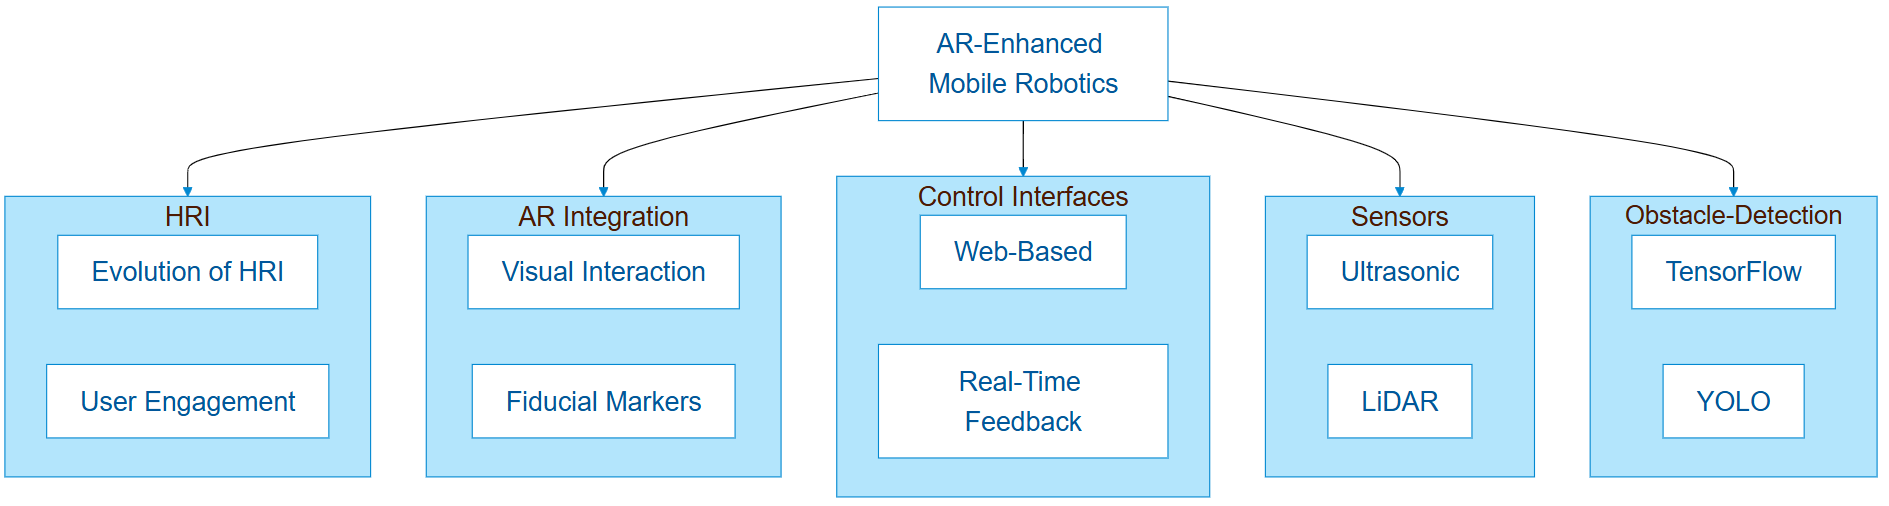 AR-Enhanced
Mobile Robotics
HRI
Evolution of HRI
User Engagement
AR Integration
Visual Interaction
Fiducial Markers
Control Interfaces
Web-Based
Real-Time
Feedback
Sensors
Ultrasonic
LiDAR
Obstacle-Detection
TensorFlow
YOLO